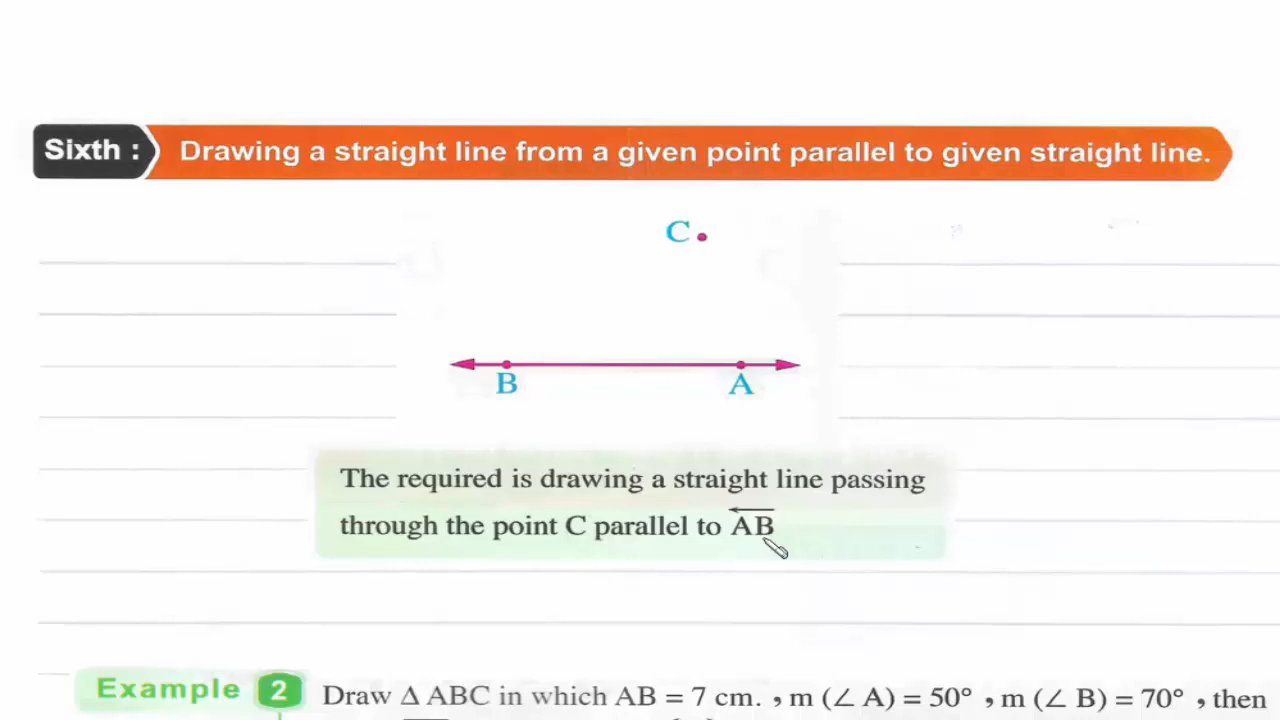 Sixth :
Drawing a straight line from a given point parallel to given straight line.
C
B
A
The required is drawing a straight line passing
through the point C parallel to AB
Example 2
Draw Δ ABC in which AB = 7 cm. , m (∠ A) = 50° , m (∠ B) = 70° , then